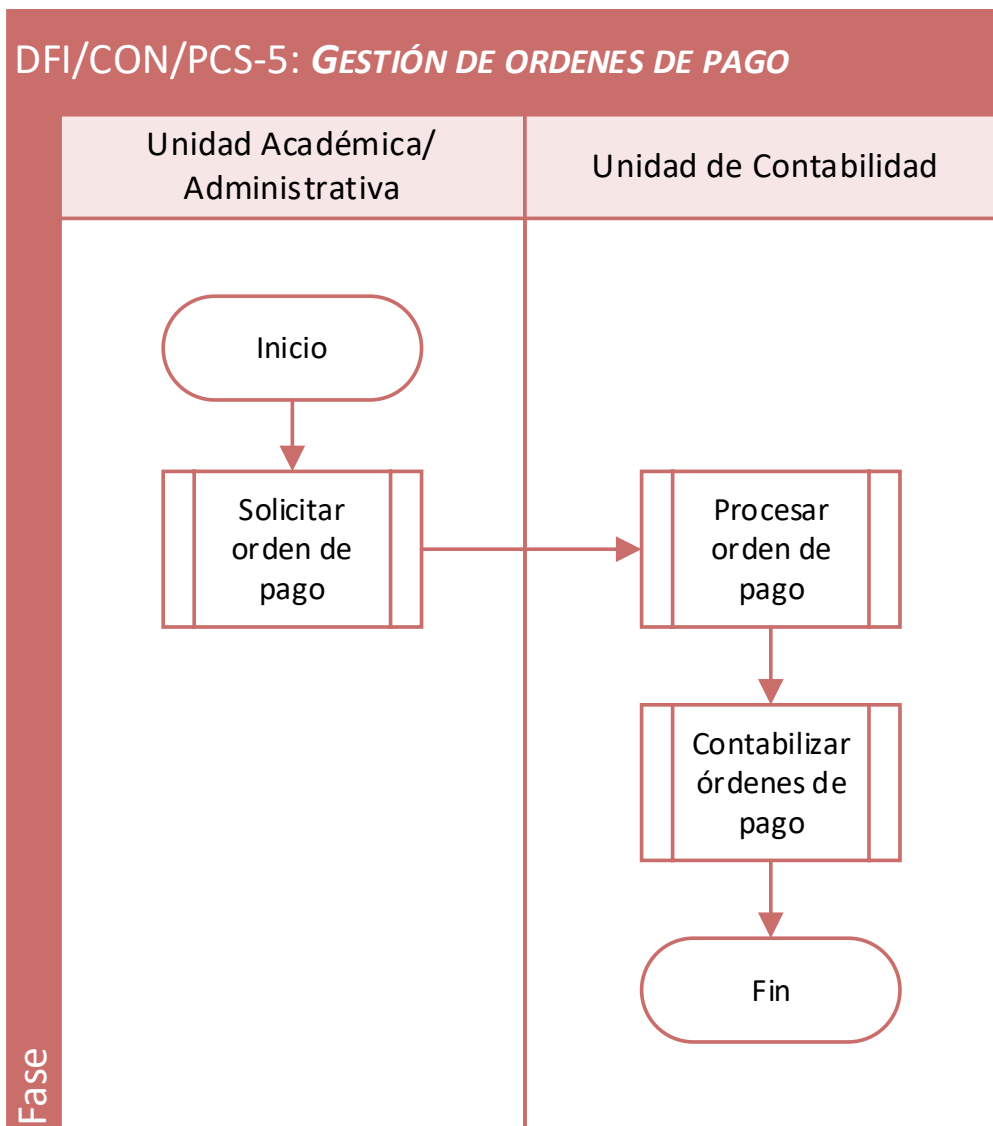 DFI/CON/PCS-5: GESTIÓN DE ORDENES DE PAGO
Unidad Académica/
Administrativa
Unidad de Contabilidad
Inicio
Solicitar
orden de
pago
Procesar
orden de
pago
Contabilizar
órdenes de
pago
Fin
Fase